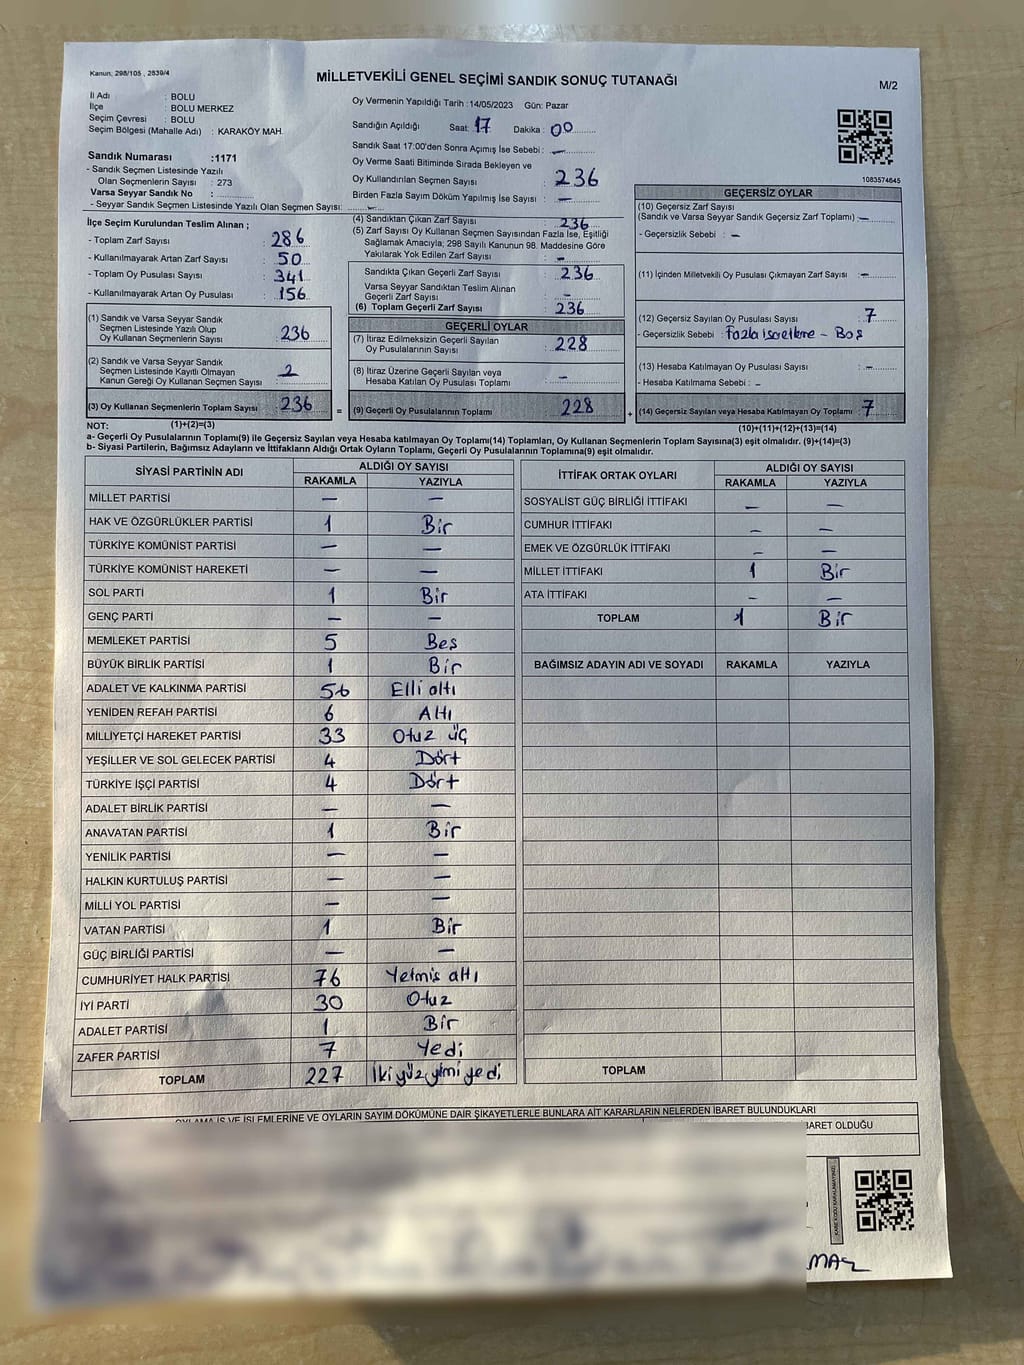 Kanun; 298/105 , 2839/4
MİLLETVEKİLİ GENEL SEÇİMİ SANDIK SONUÇ TUTANAĞI
M/2
İl Adı : BOLU
İlçe : BOLU MERKEZ
Seçim Çevresi : BOLU
Seçim Bölgesi (Mahalle Adı) : KARAKÖY MAH.
Sandık Numarası :1171
- Sandık Seçmen Listesinde Yazılı
Olan Seçmenlerin Sayısı : 273
Varsa Seyyar Sandık No :
- Seyyar Sandık Seçmen Listesinde Yazılı Olan Seçmen Sayısı: —
Oy Vermenin Yapıldığı Tarih :14/05/2023 Gün: Pazar
Sandığın Açıldığı Saat: 17 Dakika : 00
Sandık Saat 17:00'den Sonra Açımış İse Sebebi : —
Oy Verme Saati Bitiminde Sırada Bekleyen ve
Oy Kullandırılan Seçmen Sayısı : 236
Birden Fazla Sayım Döküm Yapılmış İse Sayısı : —
1083574645
İlçe Seçim Kurulundan Teslim Alınan ;
- Toplam Zarf Sayısı : 286
- Kullanılmayarak Artan Zarf Sayısı : 50
- Toplam Oy Pusulası Sayısı : 341
- Kullanılmayarak Artan Oy Pusulası : 156
(1) Sandık ve Varsa Seyyar Sandık
Seçmen Listesinde Yazılı Olup
Oy Kullanan Seçmenlerin Sayısı : 236
(2) Sandık ve Varsa Seyyar Sandık
Seçmen Listesinde Kayıtlı Olmayan
Kanun Gereği Oy Kullanan Seçmen Sayısı : 2
(3) Oy Kullanan Seçmenlerin Toplam Sayısı : 236
(4) Sandıktan Çıkan Zarf Sayısı : 236
(5) Zarf Sayısı Oy Kullanan Seçmen Sayısından Fazla İse, Eşitliği
Sağlamak Amacıyla; 298 Sayılı Kanunun 98. Maddesine Göre
Yakılarak Yok Edilen Zarf Sayısı : —
Sandıkta Çıkan Geçerli Zarf Sayısı : 236
Varsa Seyyar Sandıktan Teslim Alınan
Geçerli Zarf Sayısı : —
(6) Toplam Geçerli Zarf Sayısı : 236
GEÇERLİ OYLAR
(7) İtiraz Edilmeksizin Geçerli Sayılan
Oy Pusulalarının Sayısı : 228
(8) İtiraz Üzerine Geçerli Sayılan veya
Hesaba Katılan Oy Pusulası Toplamı : —
= (9) Geçerli Oy Pusulalarının Toplamı : 228
GEÇERSİZ OYLAR
(10) Geçersiz Zarf Sayısı
(Sandık ve Varsa Seyyar Sandık Geçersiz Zarf Toplamı) : —
- Geçersizlik Sebebi : —
(11) İçinden Milletvekili Oy Pusulası Çıkmayan Zarf Sayısı : —
(12) Geçersiz Sayılan Oy Pusulası Sayısı : 7
- Geçersizlik Sebebi : Fazla isaretleme - Boş
(13) Hesaba Katılmayan Oy Pusulası Sayısı : —
- Hesaba Katılmama Sebebi : -
+ (14) Geçersiz Sayılan veya Hesaba Katılmayan Oy Toplamı : 7
NOT: (1)+(2)=(3)
(10)+(11)+(12)+(13)=(14)
a- Geçerli Oy Pusulalarının Toplamı(9) ile Geçersiz Sayılan veya Hesaba katılmayan Oy Toplamı(14) Toplamları, Oy Kullanan Seçmenlerin Toplam Sayısına(3) eşit olmalıdır. (9)+(14)=(3)
b- Siyasi Partilerin, Bağımsız Adayların ve İttifakların Aldığı Ortak Oyların Toplamı, Geçerli Oy Pusulalarının Toplamına(9) eşit olmalıdır.
SİYASİ PARTİNİN ADI ALDIĞI OY SAYISI
RAKAMLA YAZIYLA
MİLLET PARTİSİ — —
HAK VE ÖZGÜRLÜKLER PARTİSİ 1 Bir
TÜRKİYE KOMÜNİST PARTİSİ — —
TÜRKİYE KOMÜNİST HAREKETİ — —
SOL PARTİ 1 Bir
GENÇ PARTİ — —
MEMLEKET PARTİSİ 5 Bes
BÜYÜK BİRLİK PARTİSİ 1 Bir
ADALET VE KALKINMA PARTİSİ 56 Elli altı
YENİDEN REFAH PARTİSİ 6 Altı
MİLLİYETÇİ HAREKET PARTİSİ 33 Otuz üç
YEŞİLLER VE SOL GELECEK PARTİSİ 4 Dört
TÜRKİYE İŞÇİ PARTİSİ 4 Dört
ADALET BİRLİK PARTİSİ — —
ANAVATAN PARTİSİ 1 Bir
YENİLİK PARTİSİ — —
HALKIN KURTULUŞ PARTİSİ — —
MİLLİ YOL PARTİSİ — —
VATAN PARTİSİ 1 Bir
GÜÇ BİRLİĞİ PARTİSİ — —
CUMHURİYET HALK PARTİSİ 76 Yetmis altı
İYİ PARTİ 30 Otuz
ADALET PARTİSİ 1 Bir
ZAFER PARTİSİ 7 Yedi
TOPLAM 227 İkiyüzyimi yedi
İTTİFAK ORTAK OYLARI ALDIĞI OY SAYISI
RAKAMLA YAZIYLA
SOSYALİST GÜÇ BİRLİĞİ İTTİFAKI — —
CUMHUR İTTİFAKI — —
EMEK VE ÖZGÜRLÜK İTTİFAKI — —
MİLLET İTTİFAKI 1 Bir
ATA İTTİFAKI — —
TOPLAM 1 Bir
BAĞIMSIZ ADAYIN ADI VE SOYADI RAKAMLA YAZIYLA
TOPLAM
OYLAMA İŞ VE İŞLEMLERİNE VE OYLARIN SAYIM DÖKÜMÜNE DAİR ŞİKAYETLERLE BUNLARA AİT KARARLARIN NELERDEN İBARET BULUNDUKLARI
BARET OLDUĞU
MAZ